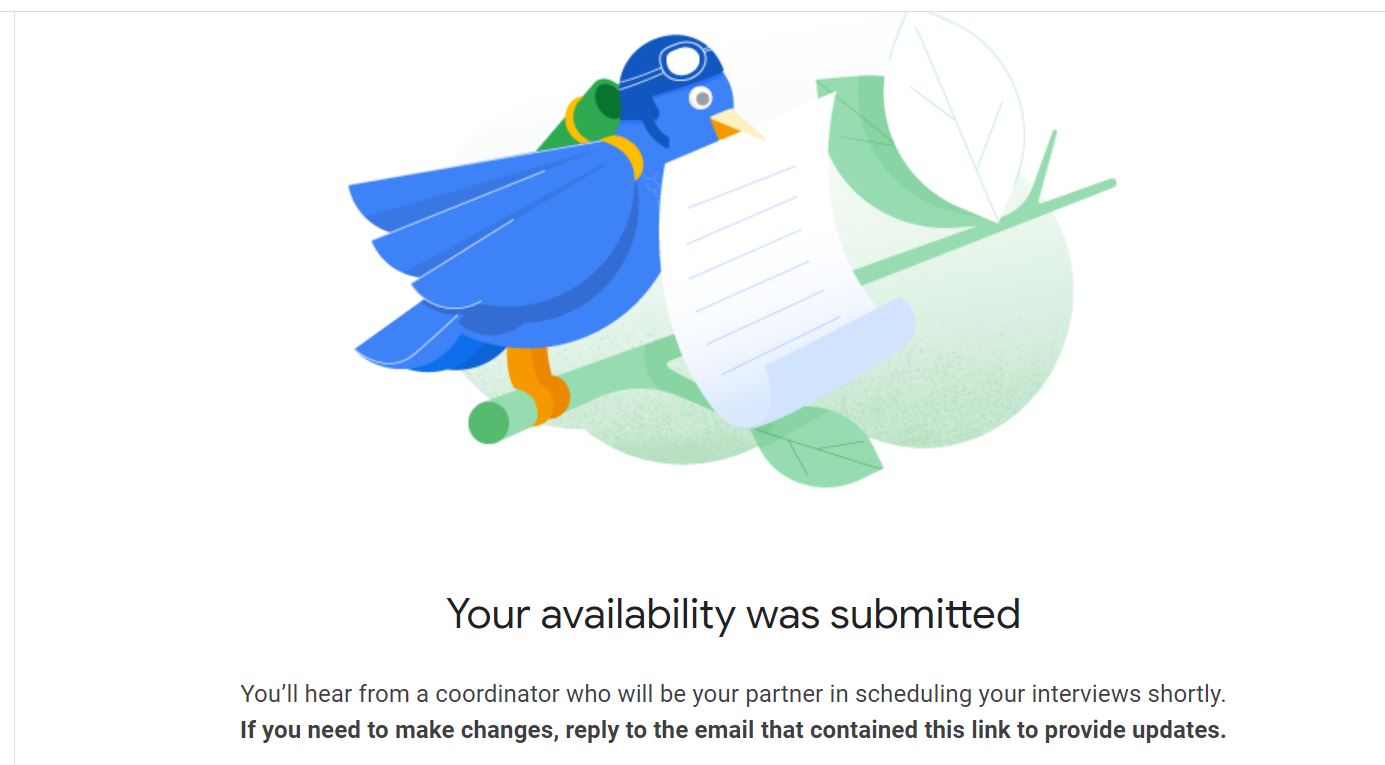 Your availability was submitted
You’ll hear from a coordinator who will be your partner in scheduling your interviews shortly.
If you need to make changes, reply to the email that contained this link to provide updates.